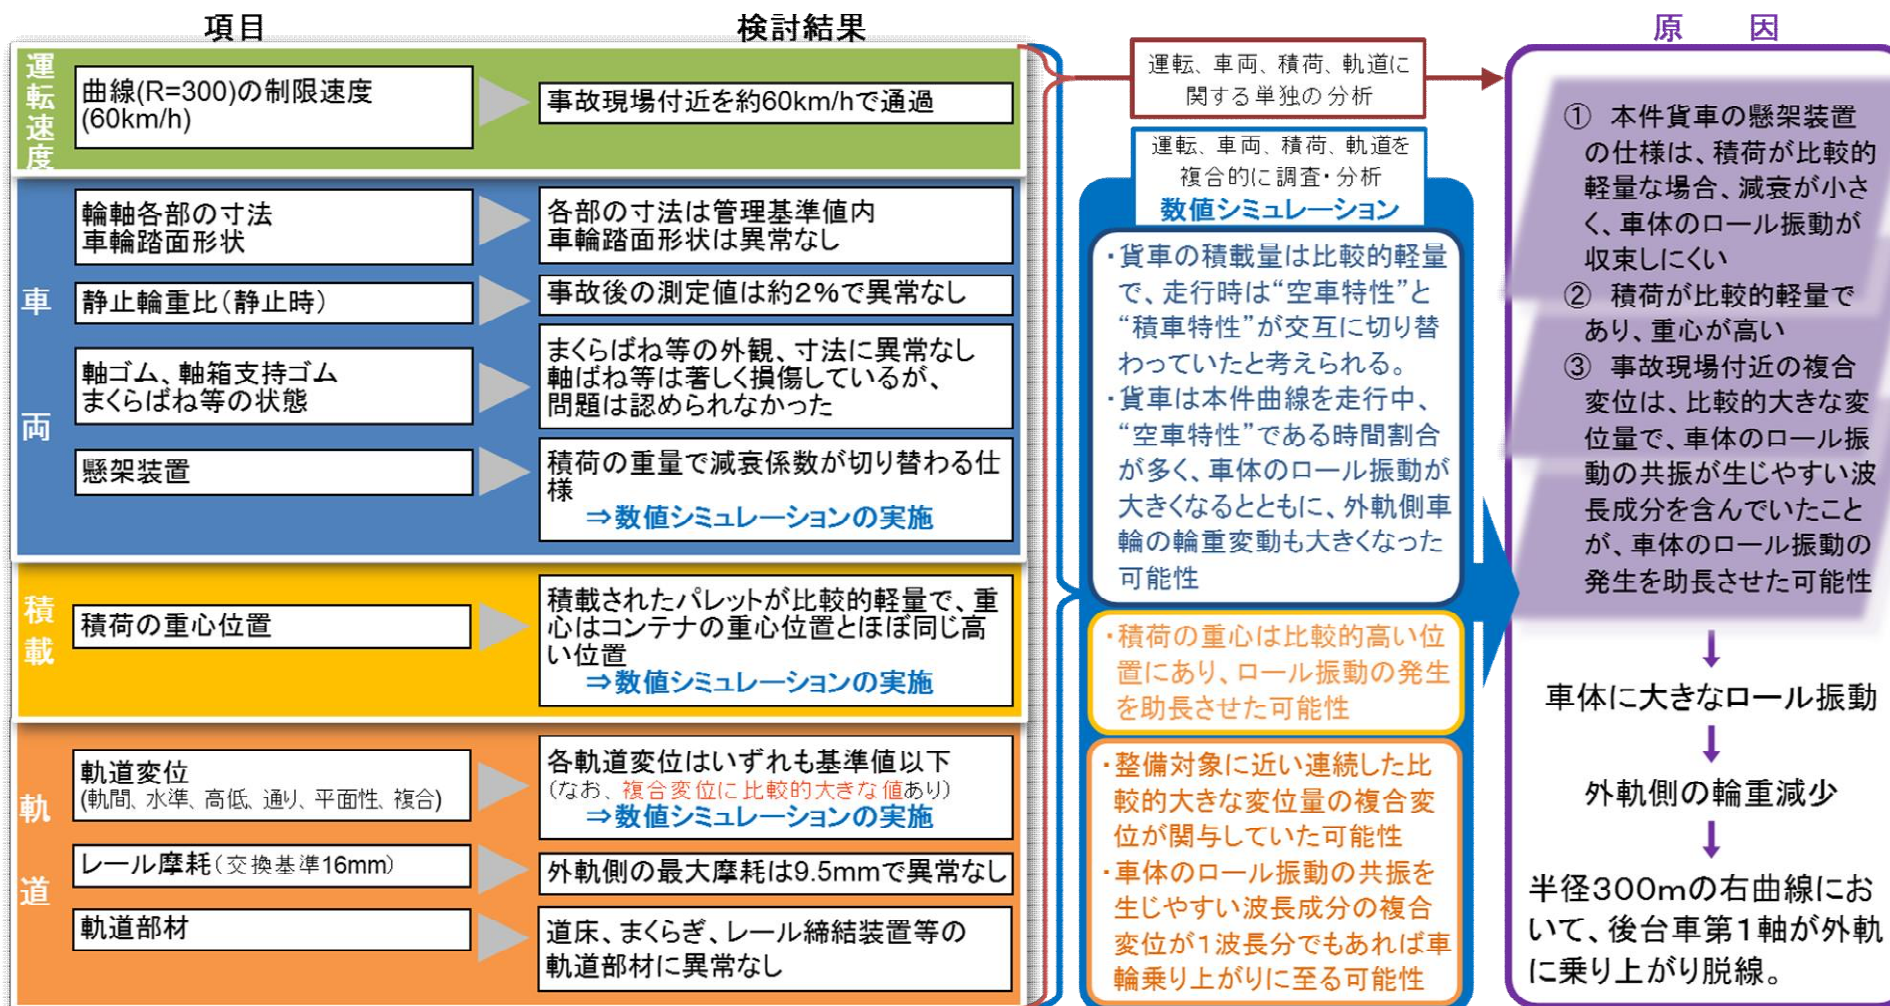 項目
検討結果
運転速度
曲線(R=300)の制限速度
(60km/h)
事故現場付近を約60km/hで通過
車両
輪軸各部の寸法
車輪踏面形状
各部の寸法は管理基準値内
車輪踏面形状は異常なし
静止輪重比(静止時)
事故後の測定値は約2%で異常なし
軸ゴム、軸箱支持ゴム
まくらばね等の状態
まくらばね等の外観、寸法に異常なし
軸ばね等は著しく損傷しているが、
問題は認められなかった
懸架装置
積荷の重量で減衰係数が切り替わる仕
様
⇒数値シミュレーションの実施
積載
積荷の重心位置
積載されたパレットが比較的軽量で、重
心はコンテナの重心位置とほぼ同じ高
い位置
⇒数値シミュレーションの実施
軌道
軌道変位
(軌間、水準、高低、通り、平面性、複合)
各軌道変位はいずれも基準値以下
(なお、複合変位に比較的大きな値あり)
⇒数値シミュレーションの実施
レール摩耗(交換基準16mm)
外軌側の最大摩耗は9.5mmで異常なし
軌道部材
道床、まくらぎ、レール締結装置等の
軌道部材に異常なし
運転、車両、積荷、軌道に
関する単独の分析
運転、車両、積荷、軌道を
複合的に調査・分析
数値シミュレーション
・貨車の積載量は比較的軽量
で、走行時は“空車特性”と
“積車特性”が交互に切り替
わっていたと考えられる。
・貨車は本件曲線を走行中、
“空車特性”である時間割合
が多く、車体のロール振動が
大きくなるとともに、外軌側車
輪の輪重変動も大きくなった
可能性
・積荷の重心は比較的高い位
置にあり、ロール振動の発生
を助長させた可能性
・整備対象に近い連続した比
較的大きな変位量の複合変
位が関与していた可能性
・車体のロール振動の共振を
生じやすい波長成分の複合
変位が1波長分でもあれば車
輪乗り上がりに至る可能性
原 因
① 本件貨車の懸架装置
の仕様は、積荷が比較的
軽量な場合、減衰が小さ
く、車体のロール振動が
収束しにくい
② 積荷が比較的軽量で
あり、重心が高い
③ 事故現場付近の複合
変位は、比較的大きな変
位量で、車体のロール振
動の共振が生じやすい波
長成分を含んでいたこと
が、車体のロール振動の
発生を助長させた可能性
車体に大きなロール振動
外軌側の輪重減少
半径300mの右曲線にお
いて、後台車第1軸が外軌
に乗り上がり脱線。